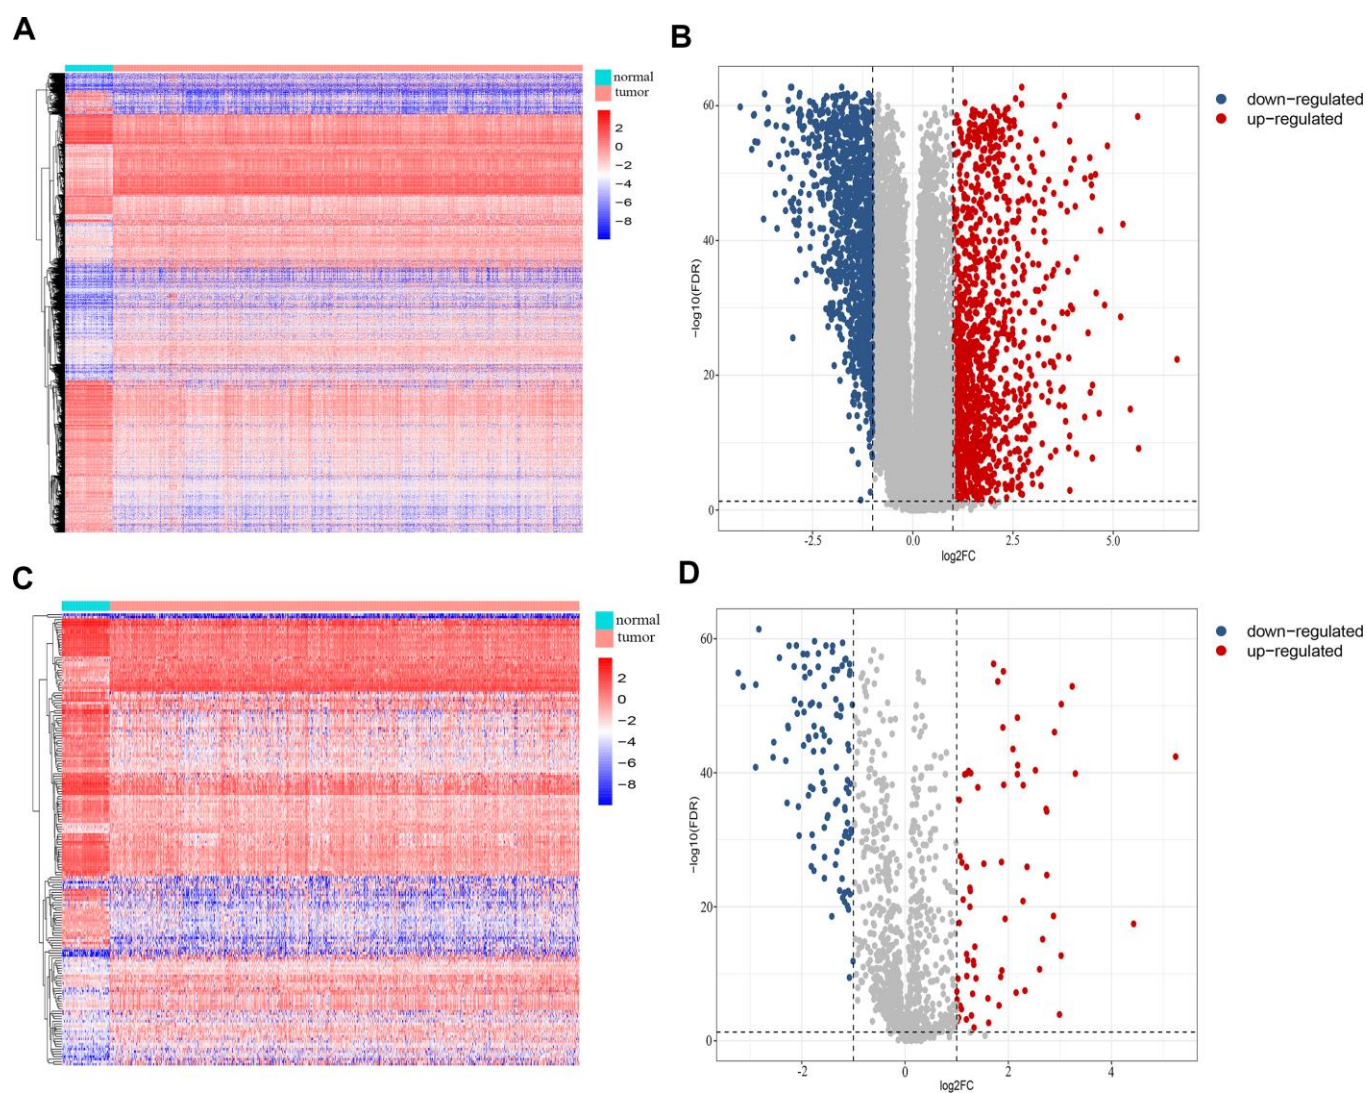 A
normal
tumor
2
0
−2
−4
−6
−8
B
60
40
20
0
−log10(FDR)
-2.5
0.0
2.5
5.0
log2FC
down-regulated
up-regulated
C
normal
tumor
2
0
−2
−4
−6
−8
D
60
40
20
0
−log10(FDR)
-2
0
2
4
log2FC
down-regulated
up-regulated